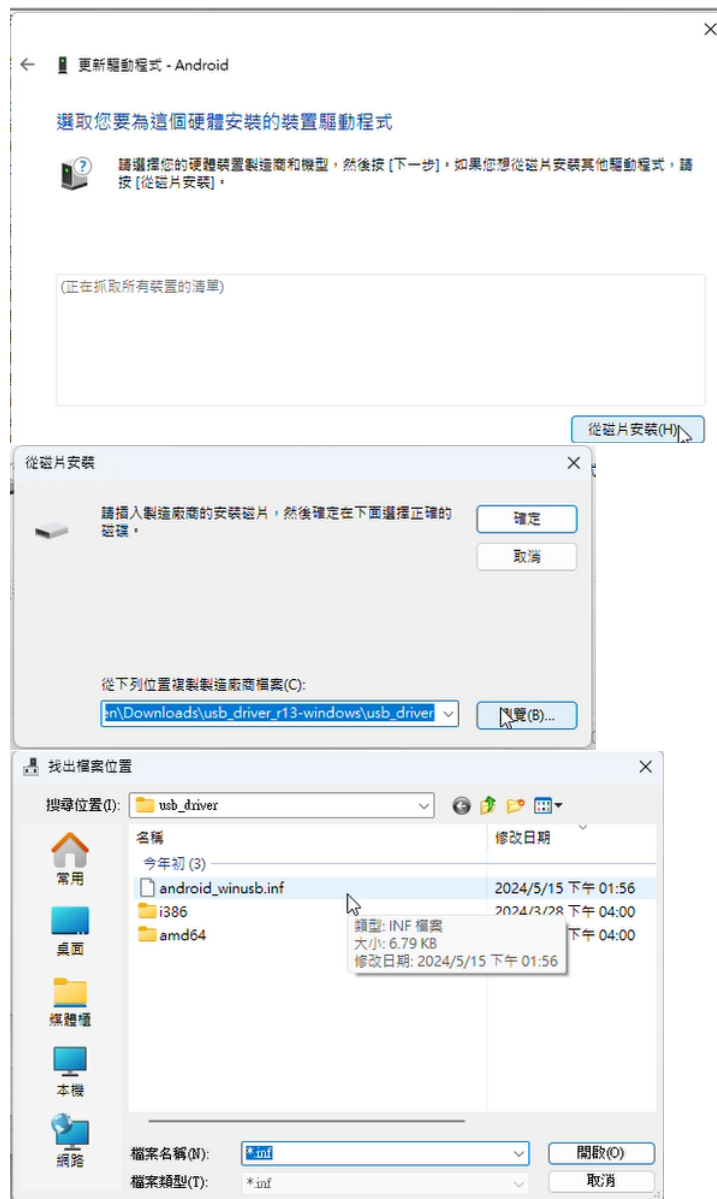 更新驅動程式 - Android
選取您要為這個硬體安裝的裝置驅動程式
請選擇您的硬體裝置製造商和機型，然後按 [下一步]。如果您想從磁片安裝其他驅動程式，請
按 [從磁片安裝]。
(正在抓取所有裝置的清單)
從磁片安裝(H)
從磁片安裝
請插入製造廠商的安裝磁片，然後確定在下面選擇正確的
磁碟。
確定
取消
從下列位置複製製造廠商檔案(C):
en\Downloads\usb_driver_r13-windows\usb_driver
瀏覽(B)...
找出檔案位置
搜尋位置(I):
usb_driver
名稱
修改日期
今年初 (3)
android_winusb.inf
2024/5/15 下午 01:56
i386
2024/3/28 下午 04:00
amd64
下午 04:00
類型: INF 檔案
大小: 6.79 KB
修改日期: 2024/5/15 下午 01:56
常用
桌面
媒體櫃
本機
網路
檔案名稱(N):
*.inf
開啟(O)
檔案類型(T):
*.inf
取消